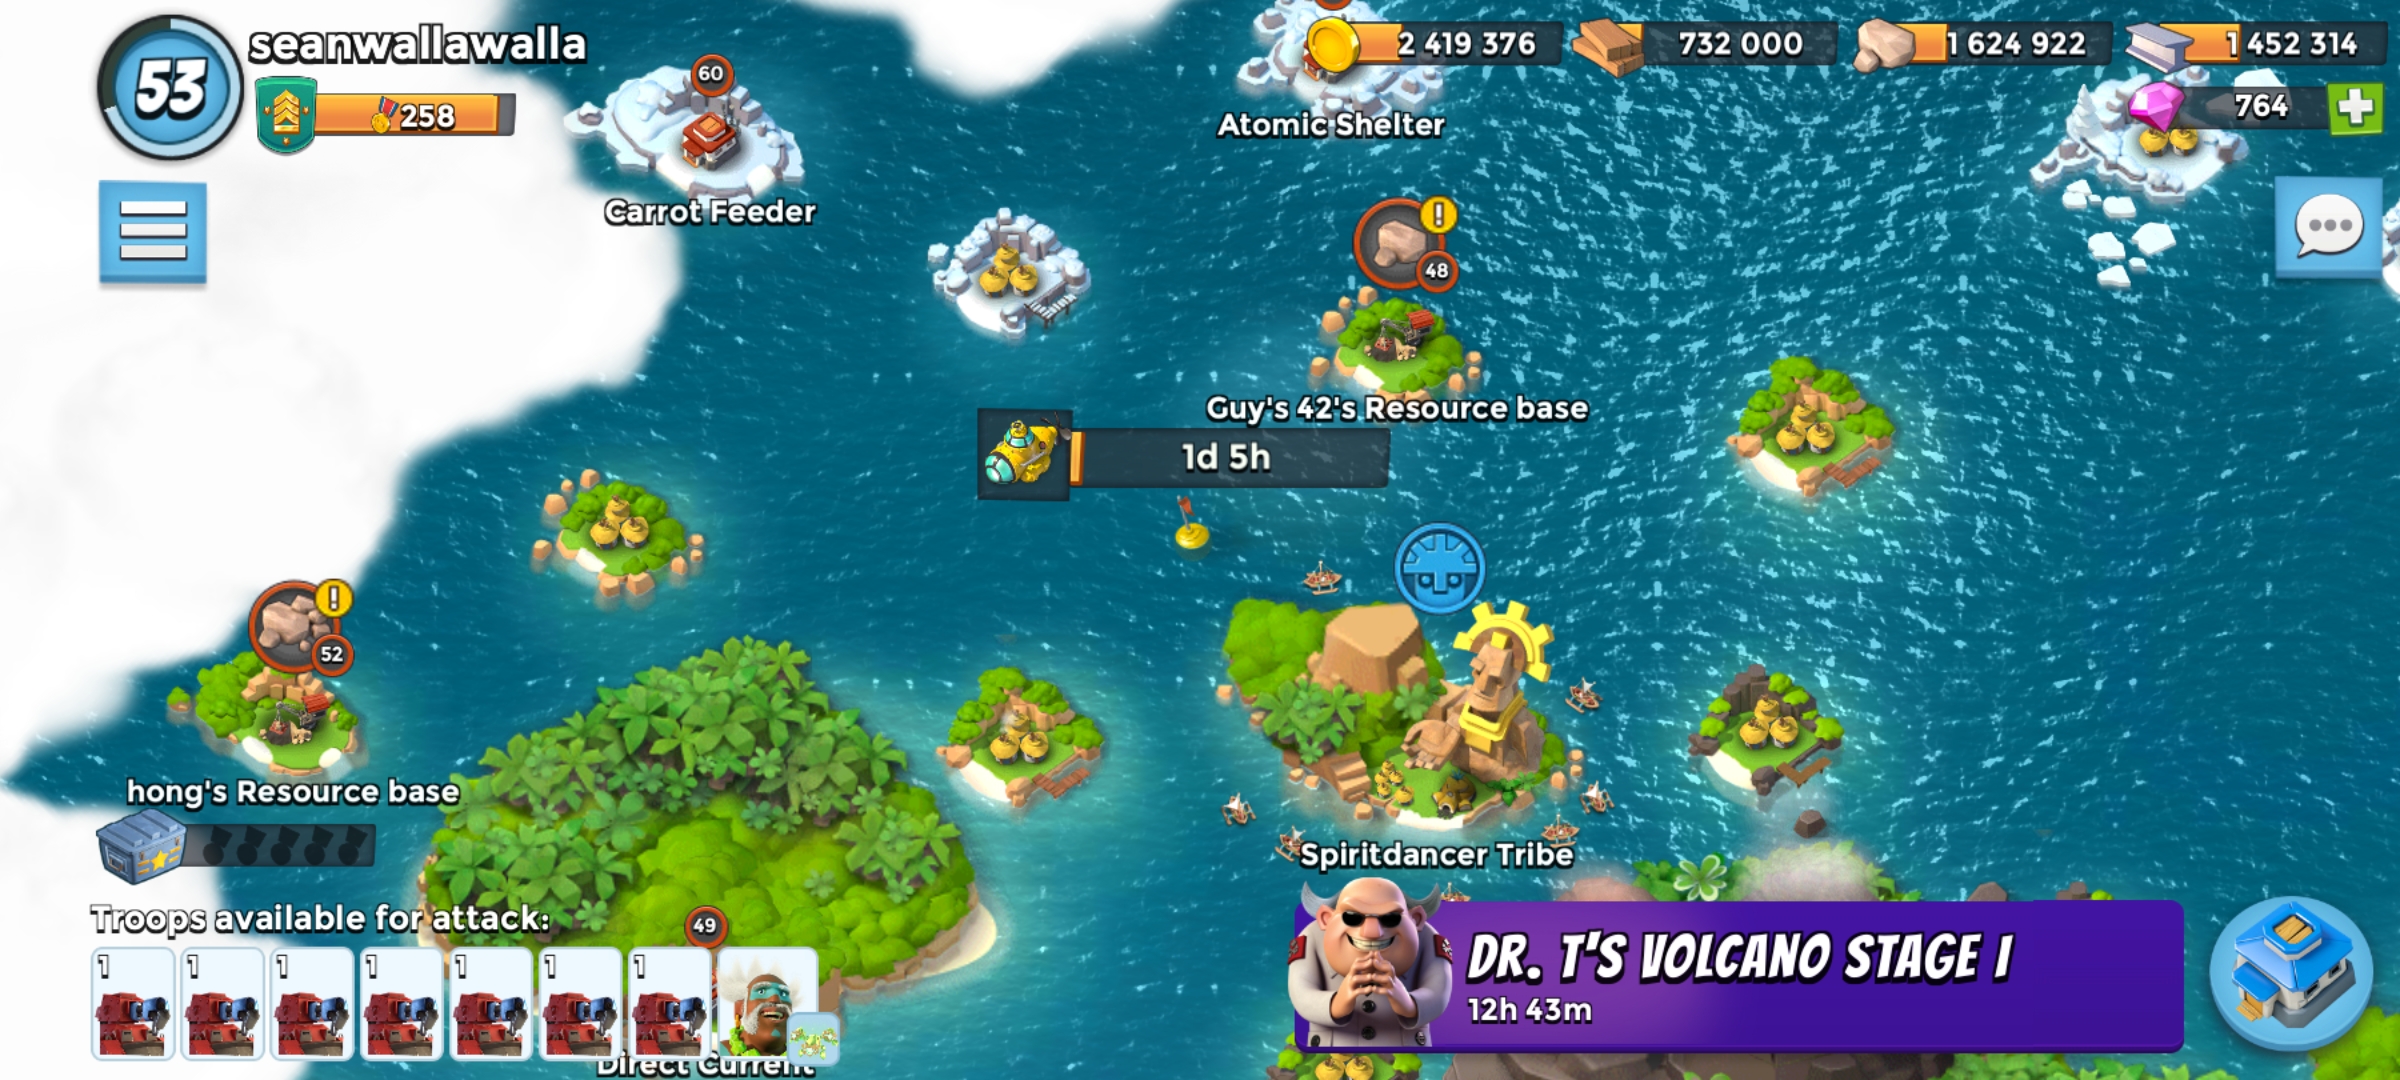 53
seanwallawalla
258
60
Carrot Feeder
Atomic Shelter
2 419 376
732 000
1 624 922
1 452 314
764
!
48
Guy's 42's Resource base
1d 5h
!
52
hong's Resource base
Spiritdancer Tribe
Troops available for attack:
49
1 1 1 1 1 1 1
Direct Current
DR. T'S VOLCANO STAGE I
12h 43m